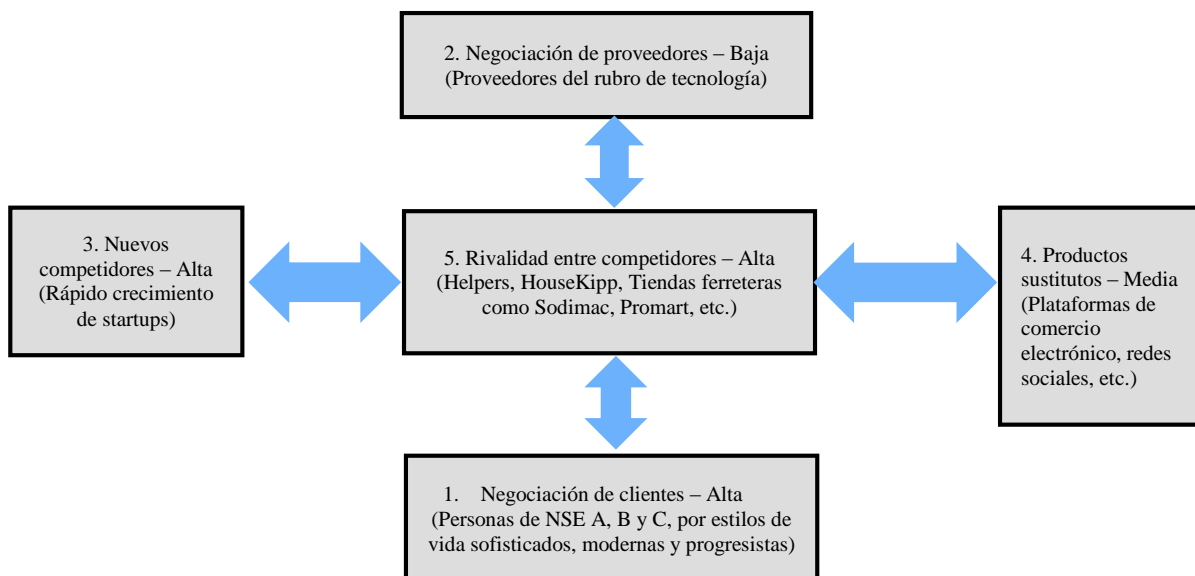 2. Negociación de proveedores – Baja
(Proveedores del rubro de tecnología)
3. Nuevos
competidores – Alta
(Rápido crecimiento
de startups)
5. Rivalidad entre competidores – Alta
(Helpers, HouseKipp, Tiendas ferreteras
como Sodimac, Promart, etc.)
4. Productos
sustitutos – Media
(Plataformas de
comercio
electrónico, redes
sociales, etc.)
1. Negociación de clientes – Alta
(Personas de NSE A, B y C, por estilos de
vida sofisticados, modernas y progresistas)